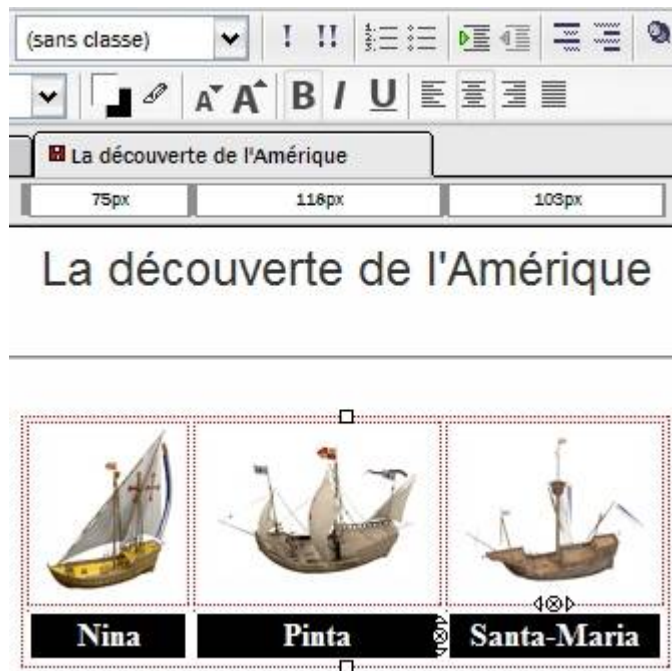 (sans classe)
! !!
A A B I U
La découverte de l'Amérique
75px 116px 103px
La découverte de l'Amérique
Nina Pinta Santa-Maria